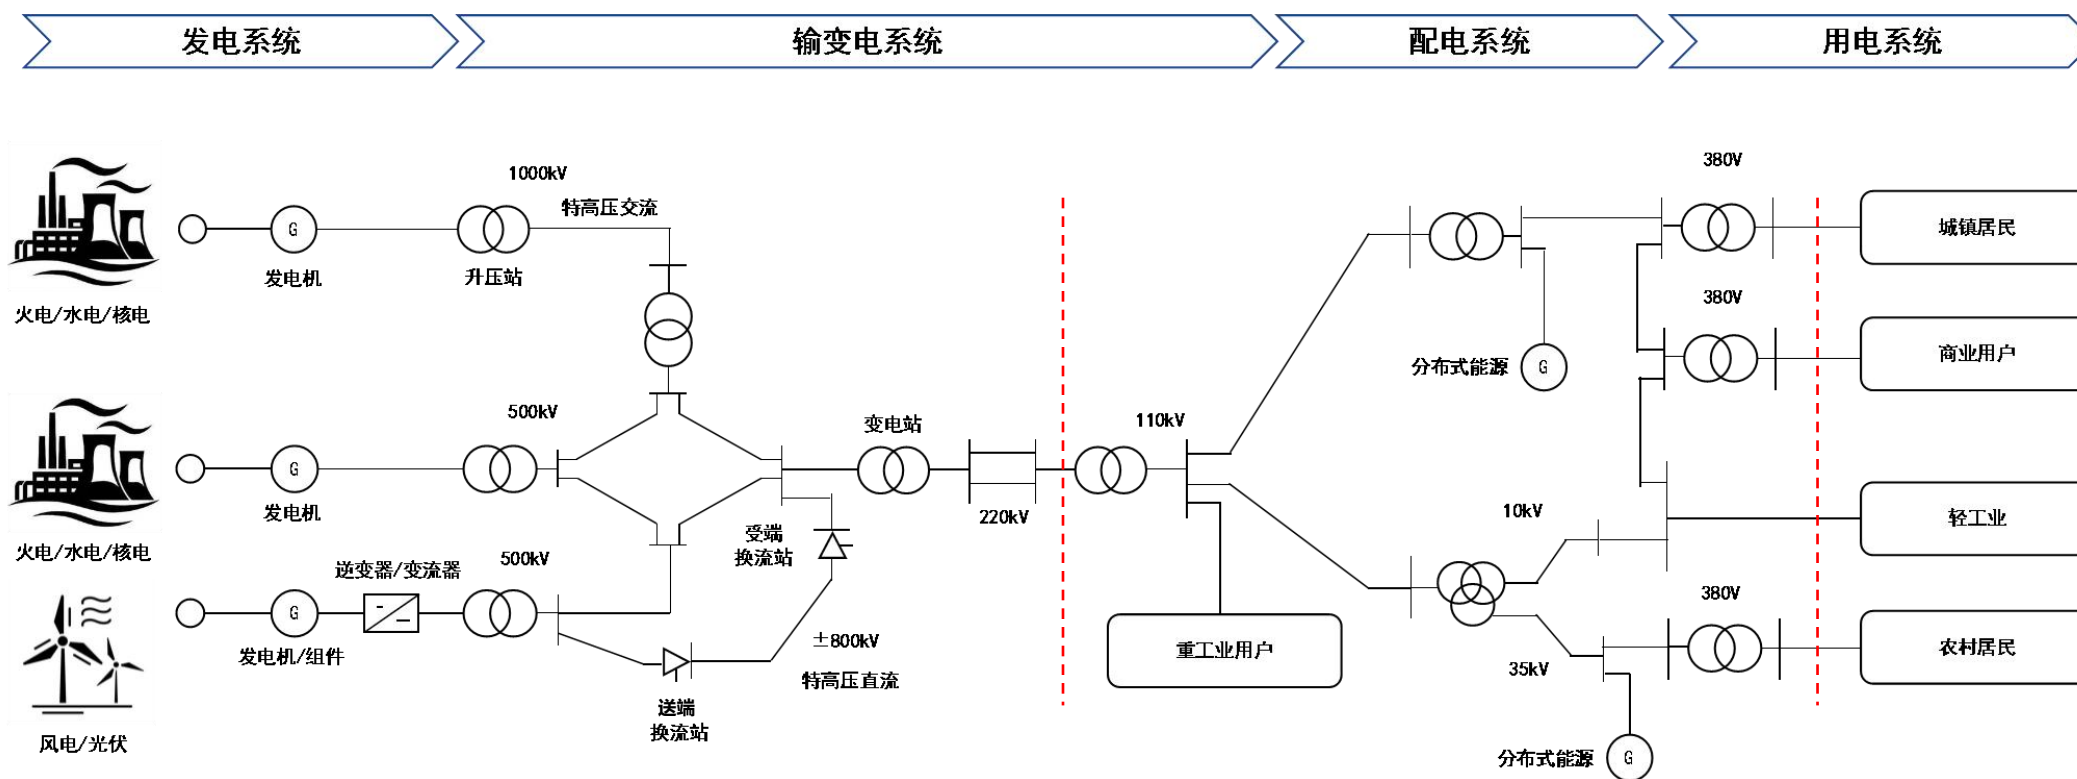 发电系统
输变电系统
配电系统
用电系统
1000kV
特高压交流
G
发电机
升压站
火电/水电/核电
380V
城镇居民
380V
商业用户
分布式能源
G
500kV
变电站
110kV
G
发电机
火电/水电/核电
220kV
受端
换流站
10kV
轻工业
逆变器/变流器
500kV
G
发电机/组件
±800kV
特高压直流
送端
换流站
风电/光伏
重工业用户
380V
农村居民
35kV
分布式能源
G